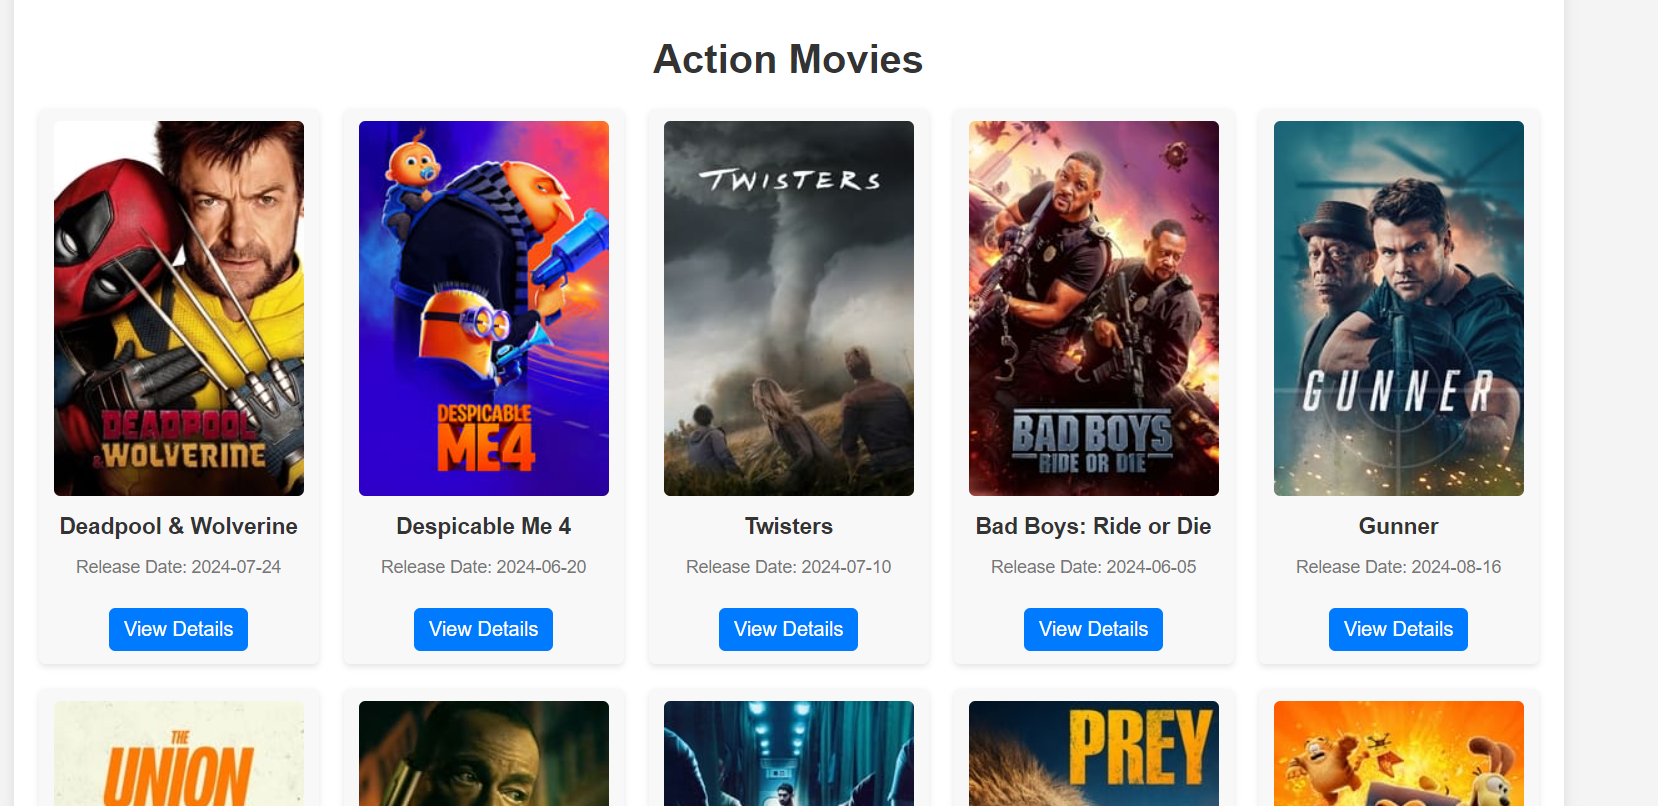 Action Movies
TWISTERS
DEADPOOL
& WOLVERINE
DESPICABLE
ME 4
BAD BOYS
RIDE OR DIE
GUNNER
Deadpool & Wolverine
Despicable Me 4
Twisters
Bad Boys: Ride or Die
Gunner
Release Date: 2024-07-24
Release Date: 2024-06-20
Release Date: 2024-07-10
Release Date: 2024-06-05
Release Date: 2024-08-16
View Details
View Details
View Details
View Details
View Details
THE
UNION
PREY